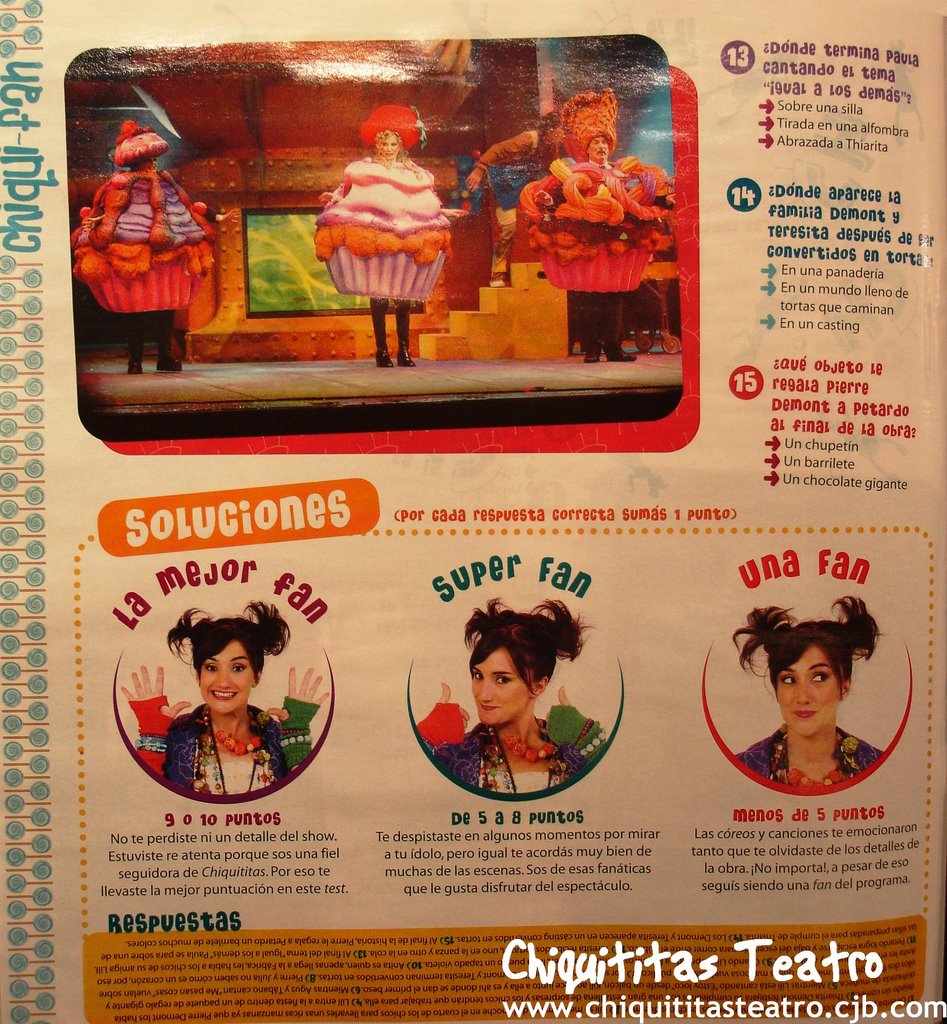 chiqui-fan
13 ¿Dónde termina Paula
cantando el tema
"Igual a los demás"?
Sobre una silla
Tirada en una alfombra
Abrazada a Thiarita
14 ¿Dónde aparece la
familia Demont y
Teresita después de ser
convertidos en tortas
En una panadería
En un mundo lleno de
tortas que caminan
En un casting
15 ¿Qué objeto le
regala Pierre
Demont a Petardo
al final de la obra?
Un chupetín
Un barrilete
Un chocolate gigante
Soluciones (por cada respuesta correcta sumás 1 punto)
La mejor fan
9 o 10 puntos
No te perdiste ni un detalle del show.
Estuviste re atenta porque sos una fiel
seguidora de Chiquititas. Por eso te
llevaste la mejor puntuación en este test.
Super fan
De 5 a 8 puntos
Te despistaste en algunos momentos por mirar
a tu ídolo, pero igual te acordás muy bien de
muchas de las escenas. Sos de esas fanáticas
que le gusta disfrutar del espectáculo.
Una fan
Menos de 5 puntos
Las córeos y canciones te emocionaron
tanto que te olvidaste de los detalles de
la obra. ¡No importa!, a pesar de eso
seguís siendo una fan del programa.
Respuestas
Chiquititas Teatro
www.chiquititasteatro.cjb.com